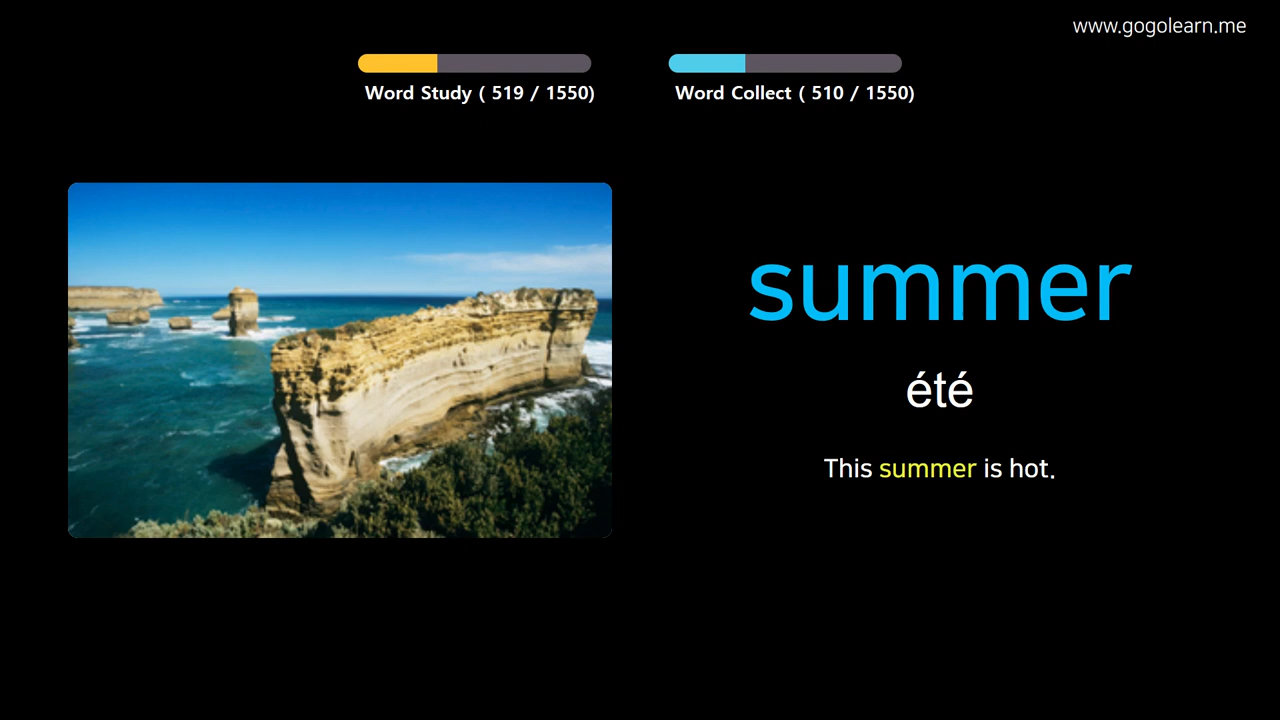 www.gogolearn.me
Word Study ( 519 / 1550)
Word Collect ( 510 / 1550)
summer
été
This summer is hot.